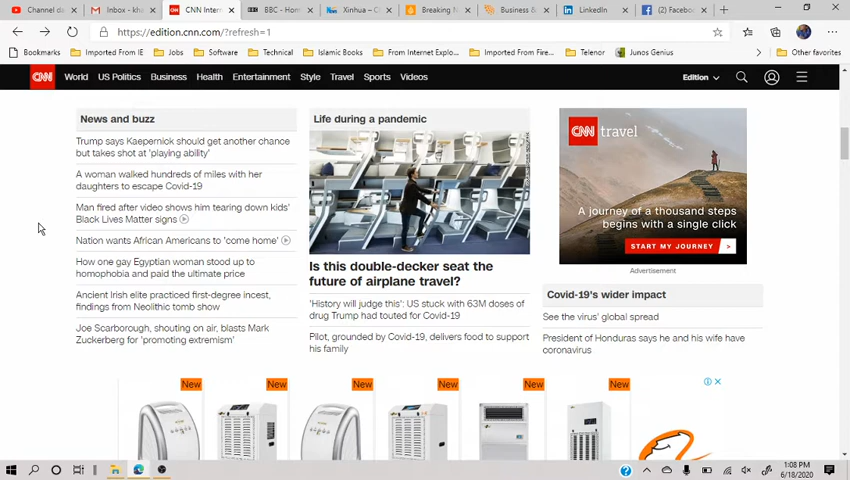 Channel da
Inbox - kha
CNN Intern
BBC - Hom
Xinhua – C
Breaking N
Business &
LinkedIn
(2) Facebo
https://edition.cnn.com/?refresh=1
Bookmarks
Imported From IE
Jobs
Software
Technical
Islamic Books
From Internet Explo...
Imported From Fire...
Telenor
Junos Genius
Other favorites
CNN
World
US Politics
Business
Health
Entertainment
Style
Travel
Sports
Videos
Edition
News and buzz
Trump says Kaepernick should get another chance
but takes shot at 'playing ability'
A woman walked hundreds of miles with her
daughters to escape Covid-19
Man fired after video shows him tearing down kids'
Black Lives Matter signs
Nation wants African Americans to 'come home'
How one gay Egyptian woman stood up to
homophobia and paid the ultimate price
Ancient Irish elite practiced first-degree incest,
findings from Neolithic tomb show
Joe Scarborough, shouting on air, blasts Mark
Zuckerberg for 'promoting extremism'
Life during a pandemic
Is this double-decker seat the
future of airplane travel?
'History will judge this': US stuck with 63M doses of
drug Trump had touted for Covid-19
Pilot, grounded by Covid-19, delivers food to support
his family
CNN travel
A journey of a thousand steps
begins with a single click
START MY JOURNEY >
Advertisement
Covid-19's wider impact
See the virus' global spread
President of Honduras says he and his wife have
coronavirus
New
New
New
New
New
New
1:08 PM
6/18/2020